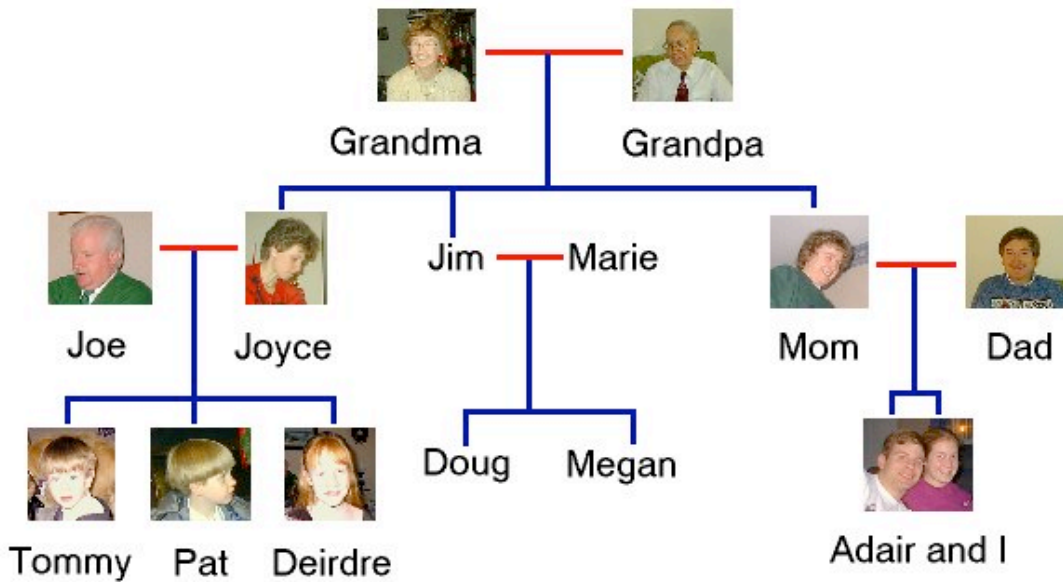 Grandma Grandpa
Jim Marie
Joe Joyce Mom Dad
Doug Megan
Tommy Pat Deirdre Adair and I